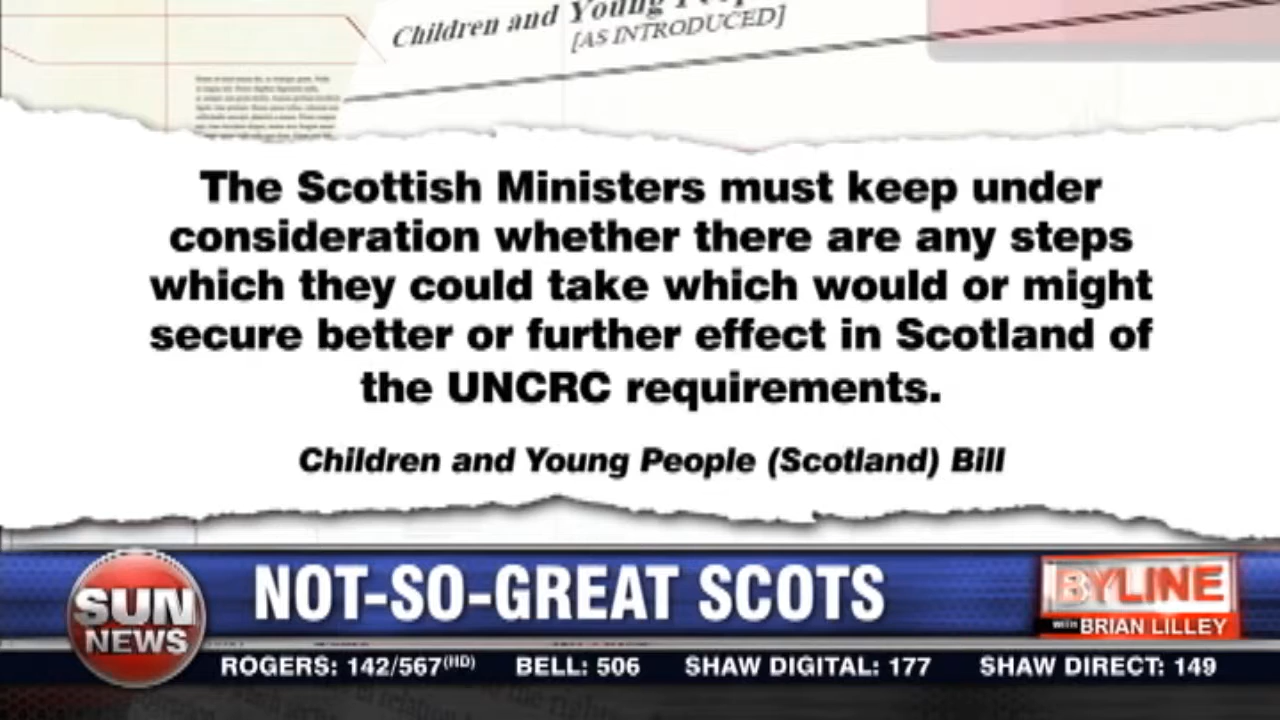 Children and Young
[AS INTRODUCED]
The Scottish Ministers must keep under
consideration whether there are any steps
which they could take which would or might
secure better or further effect in Scotland of
the UNCRC requirements.
Children and Young People (Scotland) Bill
SUN
NEWS
NOT-SO-GREAT SCOTS
BYLINE
WITH BRIAN LILLEY
ROGERS: 142/567(HD) BELL: 506 SHAW DIGITAL: 177 SHAW DIRECT: 149